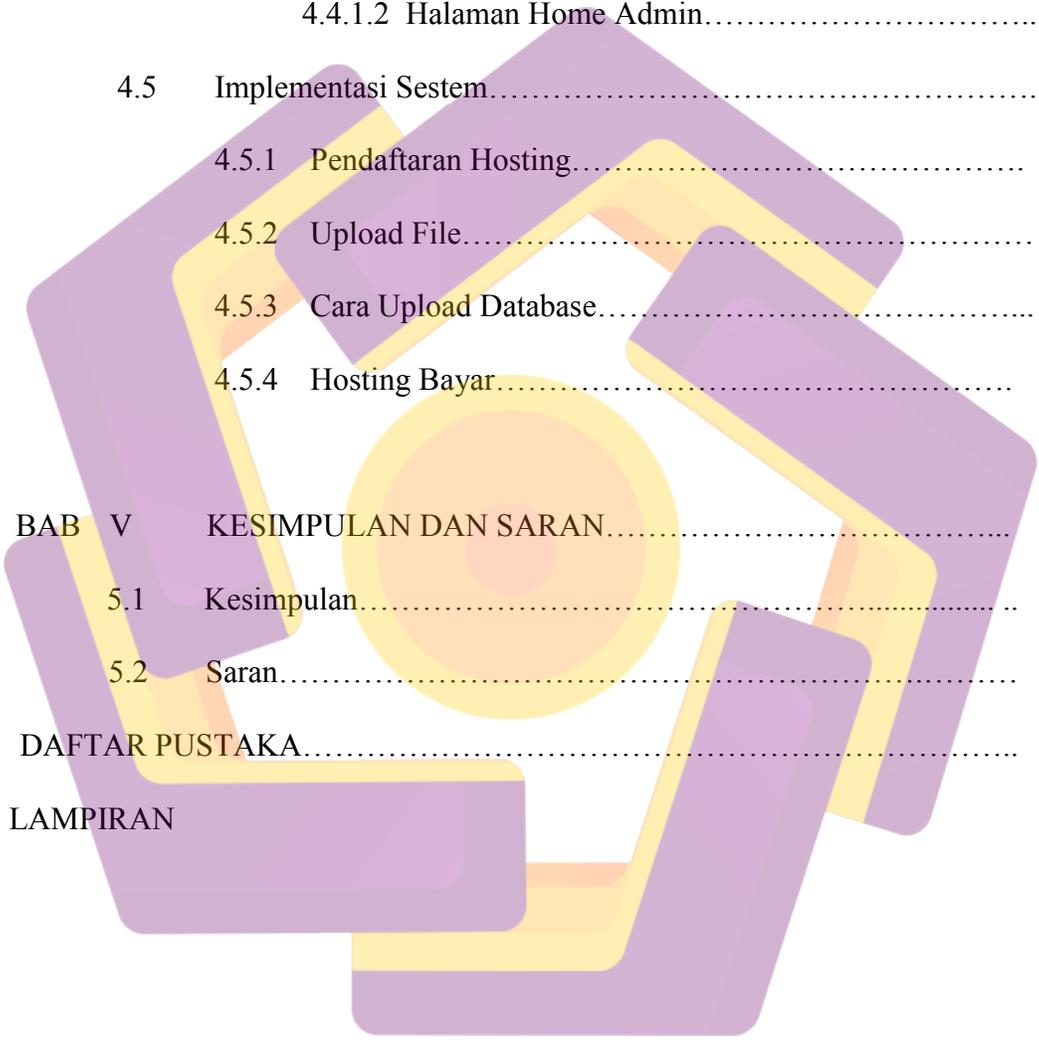 4.4.1.2 Halaman Home Admin…………………………..
4.5 Implementasi Sestem…………………………………………….
4.5.1 Pendaftaran Hosting…………………………………….
4.5.2 Upload File………………………………………………
4.5.3 Cara Upload Database…………………………………...
4.5.4 Hosting Bayar………………………………………….
BAB V KESIMPULAN DAN SARAN………………………………...
5.1 Kesimpulan…………………………………………................ ..
5.2 Saran……………………………………………………………
DAFTAR PUSTAKA…………………………………………………………..
LAMPIRAN